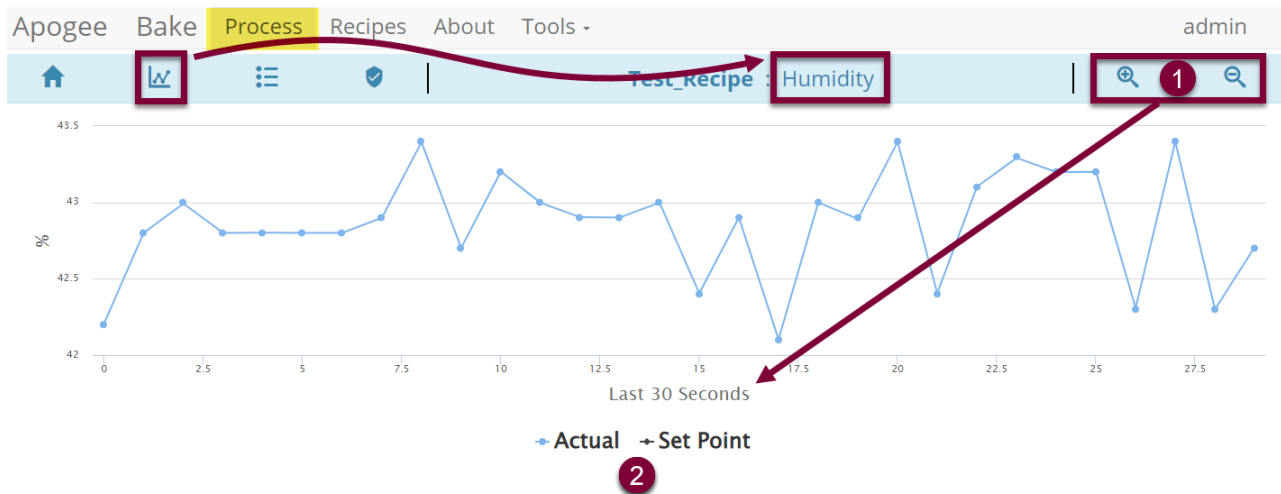 Apogee Bake Process Recipes About Tools admin
Test_Recipe : Humidity 1
43.5
43
%
42.5
42
0 2.5 5 7.5 10 12.5 15 17.5 20 22.5 25 27.5
Last 30 Seconds
Actual Set Point
2